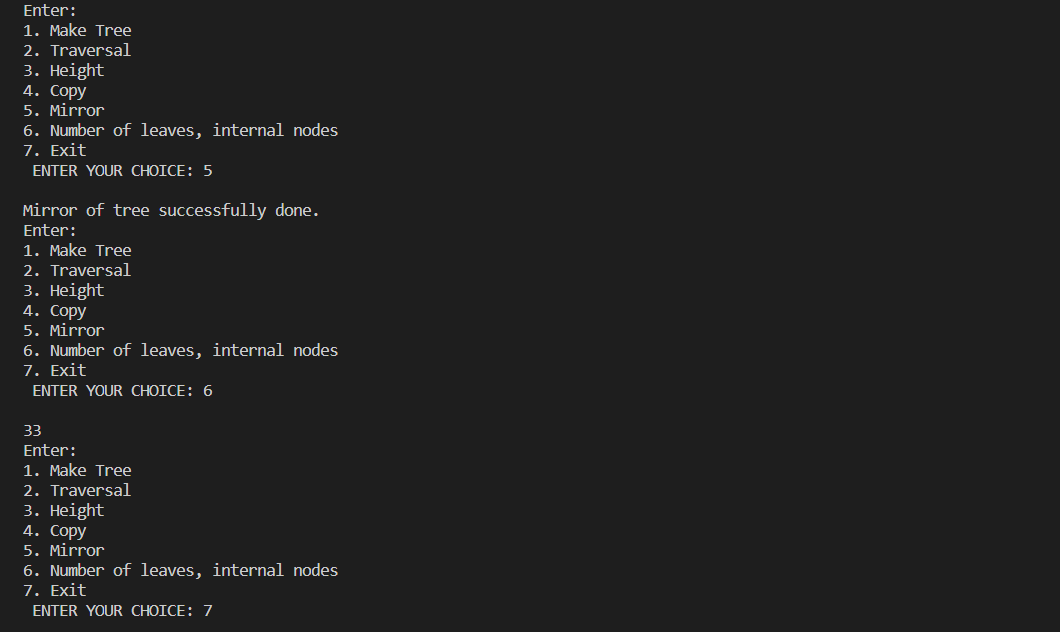 Enter:
1. Make Tree
2. Traversal
3. Height
4. Copy
5. Mirror
6. Number of leaves, internal nodes
7. Exit
ENTER YOUR CHOICE: 5
Mirror of tree successfully done.
Enter:
1. Make Tree
2. Traversal
3. Height
4. Copy
5. Mirror
6. Number of leaves, internal nodes
7. Exit
ENTER YOUR CHOICE: 6
33
Enter:
1. Make Tree
2. Traversal
3. Height
4. Copy
5. Mirror
6. Number of leaves, internal nodes
7. Exit
ENTER YOUR CHOICE: 7